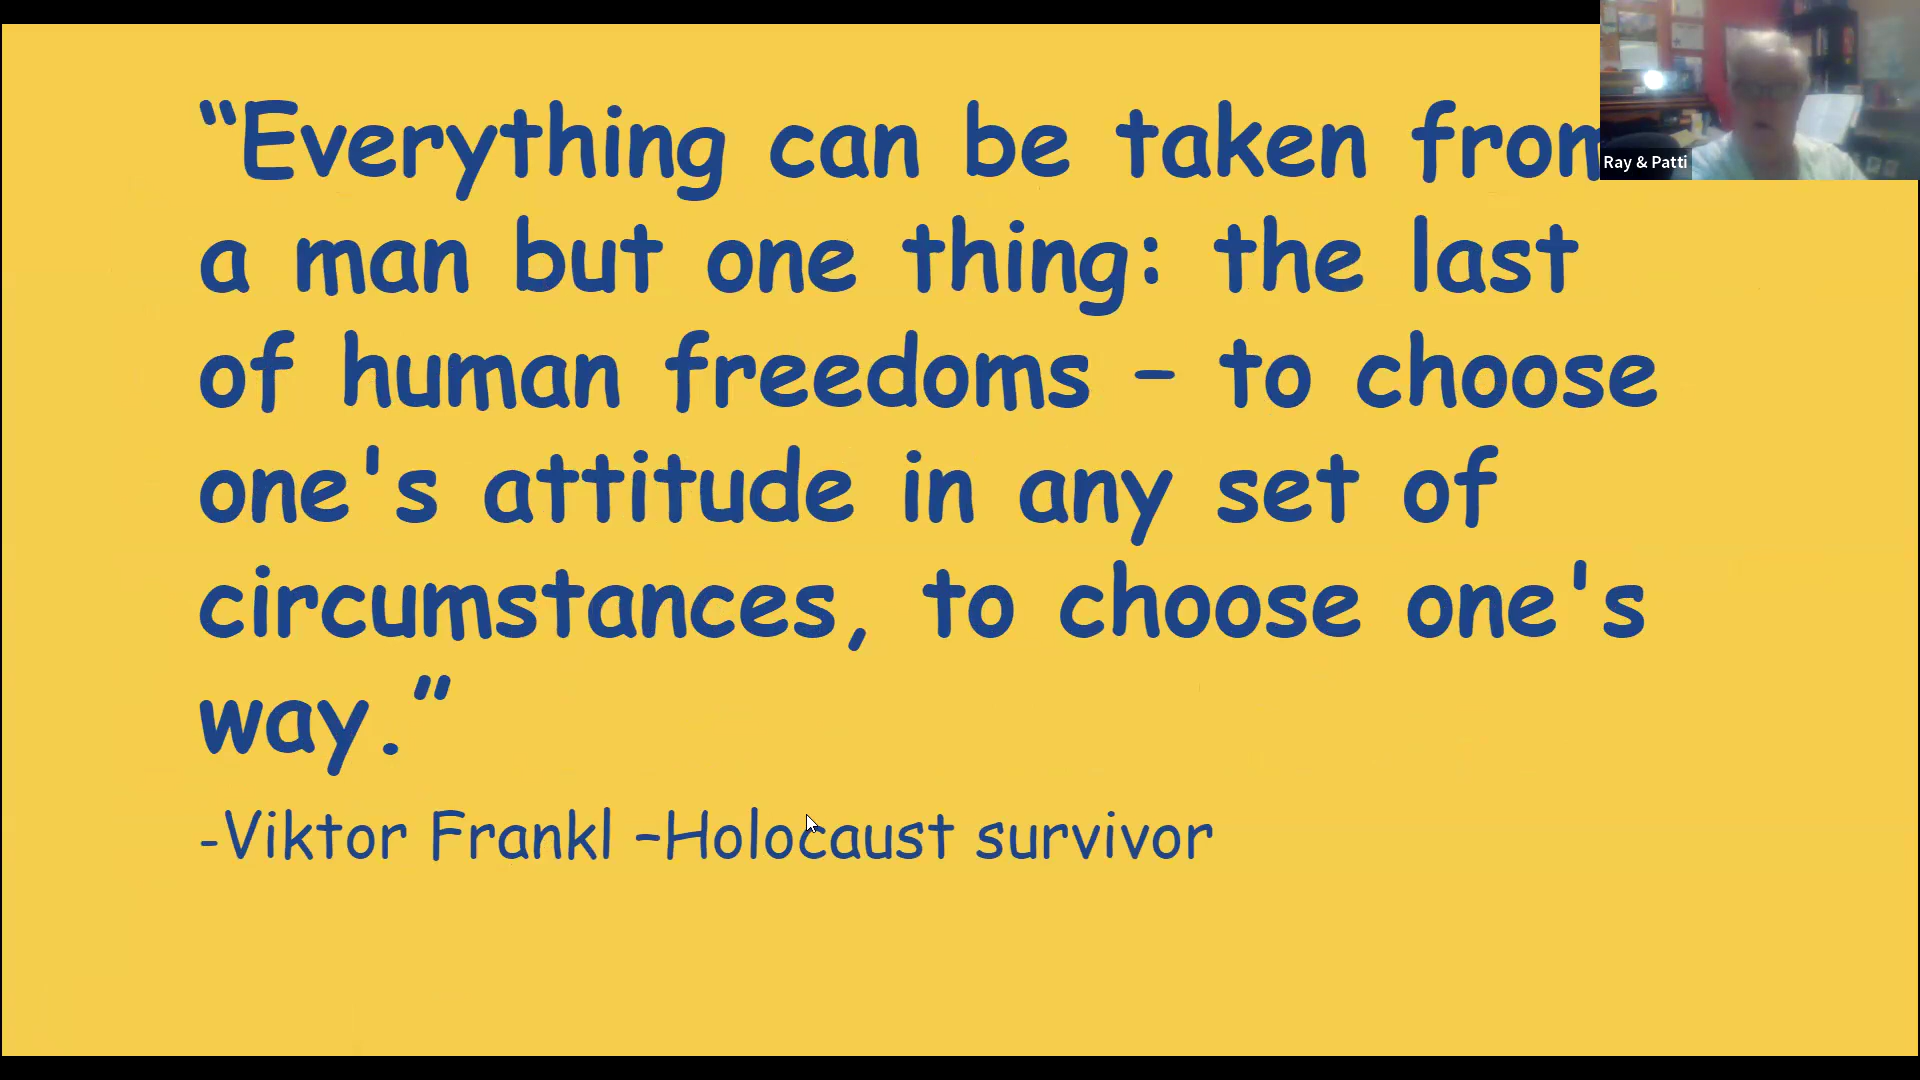 “Everything can be taken from
a man but one thing: the last
of human freedoms – to choose
one's attitude in any set of
circumstances, to choose one's
way.”
-Viktor Frankl –Holocaust survivor
Ray & Patti